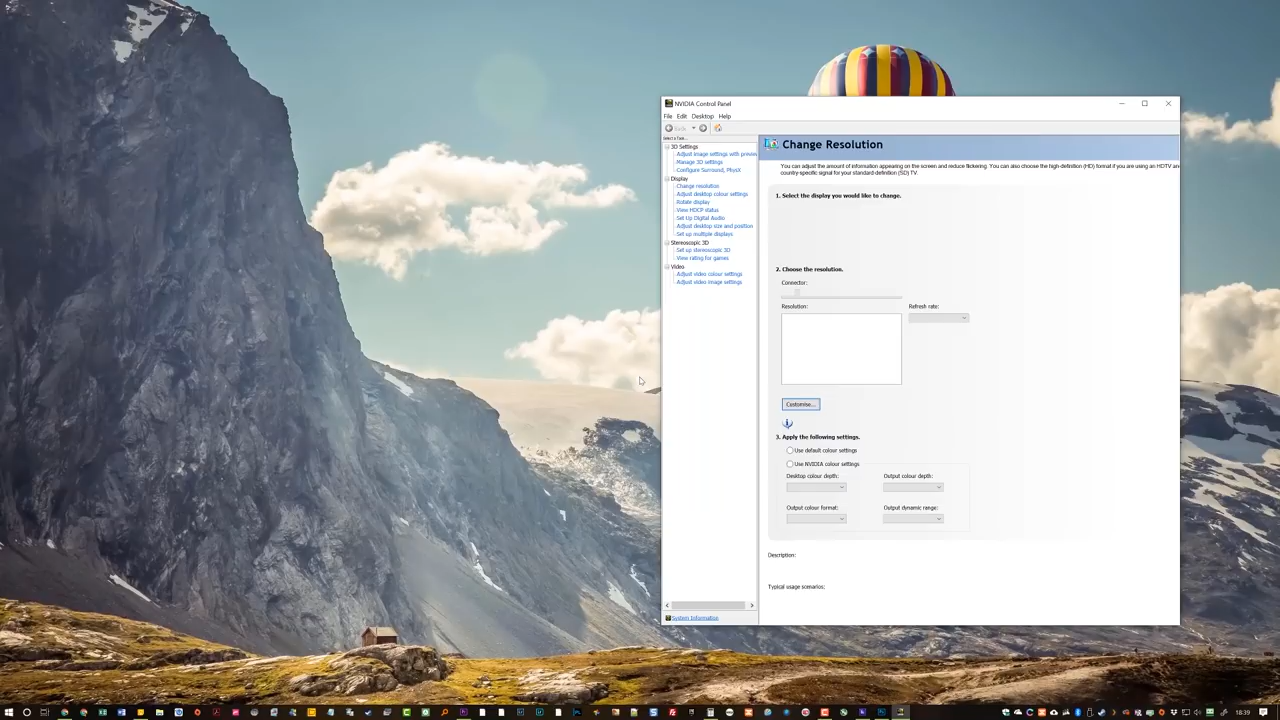 NVIDIA Control Panel
File Edit Desktop Help
Back
Select a Task...
3D Settings
Adjust image settings with preview
Manage 3D settings
Configure Surround, PhysX
Display
Change resolution
Adjust desktop colour settings
Rotate display
View HDCP status
Set Up Digital Audio
Adjust desktop size and position
Set up multiple displays
Stereoscopic 3D
Set up stereoscopic 3D
View rating for games
Video
Adjust video colour settings
Adjust video image settings
System Information
Change Resolution
You can adjust the amount of information appearing on the screen and reduce flickering. You can also choose the high-definition (HD) format if you are using an HDTV an
country-specific signal for your standard definition (SD) TV.
1. Select the display you would like to change.
2. Choose the resolution.
Connector:
Resolution: Refresh rate:
Customise...
3. Apply the following settings.
Use default colour settings
Use NVIDIA colour settings
Desktop colour depth: Output colour depth:
Output colour format: Output dynamic range:
Description:
Typical usage scenarios:
18:39